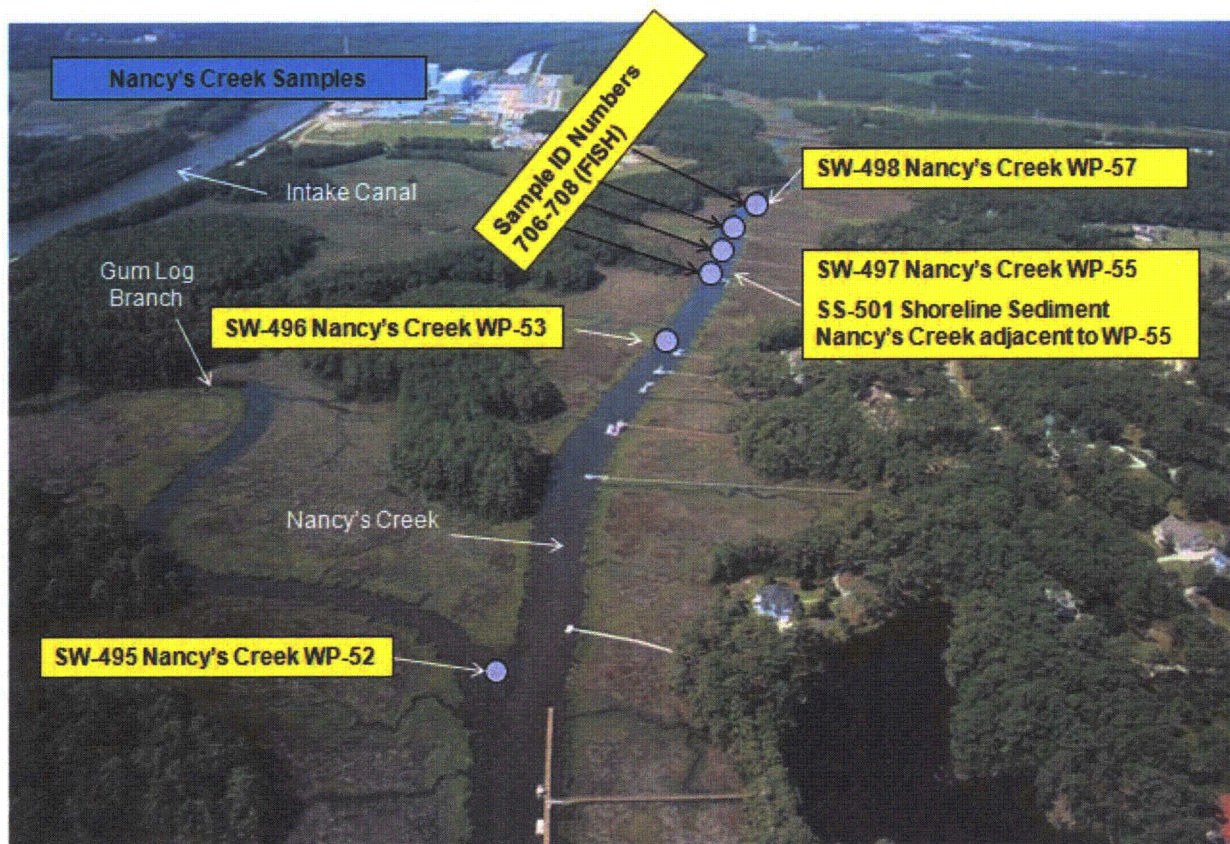 Nancy's Creek Samples
Sample ID Numbers
706-708 (FISH)
Intake Canal
SW-498 Nancy's Creek WP-57
Gum Log
Branch
SW-497 Nancy's Creek WP-55
SS-501 Shoreline Sediment
Nancy's Creek adjacent to WP-55
SW-496 Nancy's Creek WP-53
Nancy's Creek
SW-495 Nancy's Creek WP-52